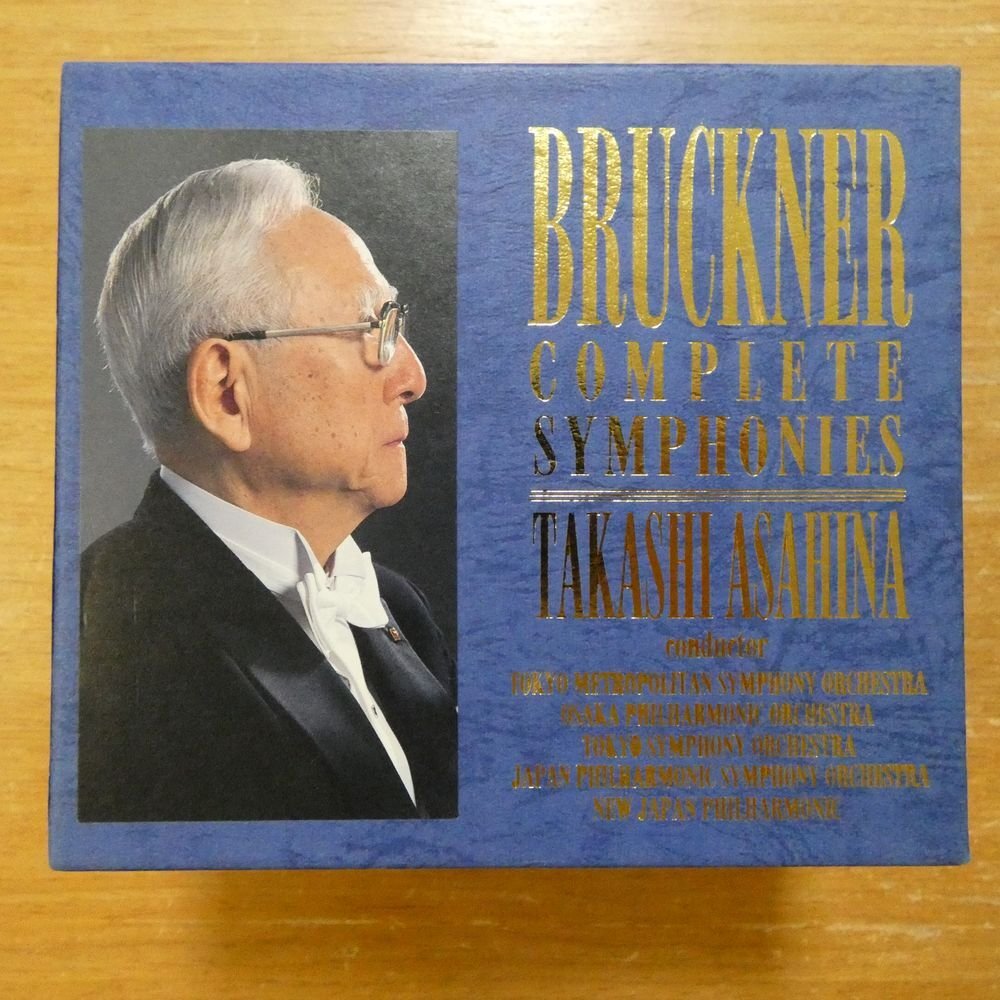 BRUCKNER
COMPLETE
SYMPHONIES
TAKASHI ASAHINA
conductor
TOKYO METROPOLITAN SYMPHONY ORCHESTRA
OSAKA PHILHARMONIC ORCHESTRA
TOKYO SYMPHONY ORCHESTRA
JAPAN PHILHARMONIC SYMPHONY ORCHESTRA
NEW JAPAN PHILHARMONIC